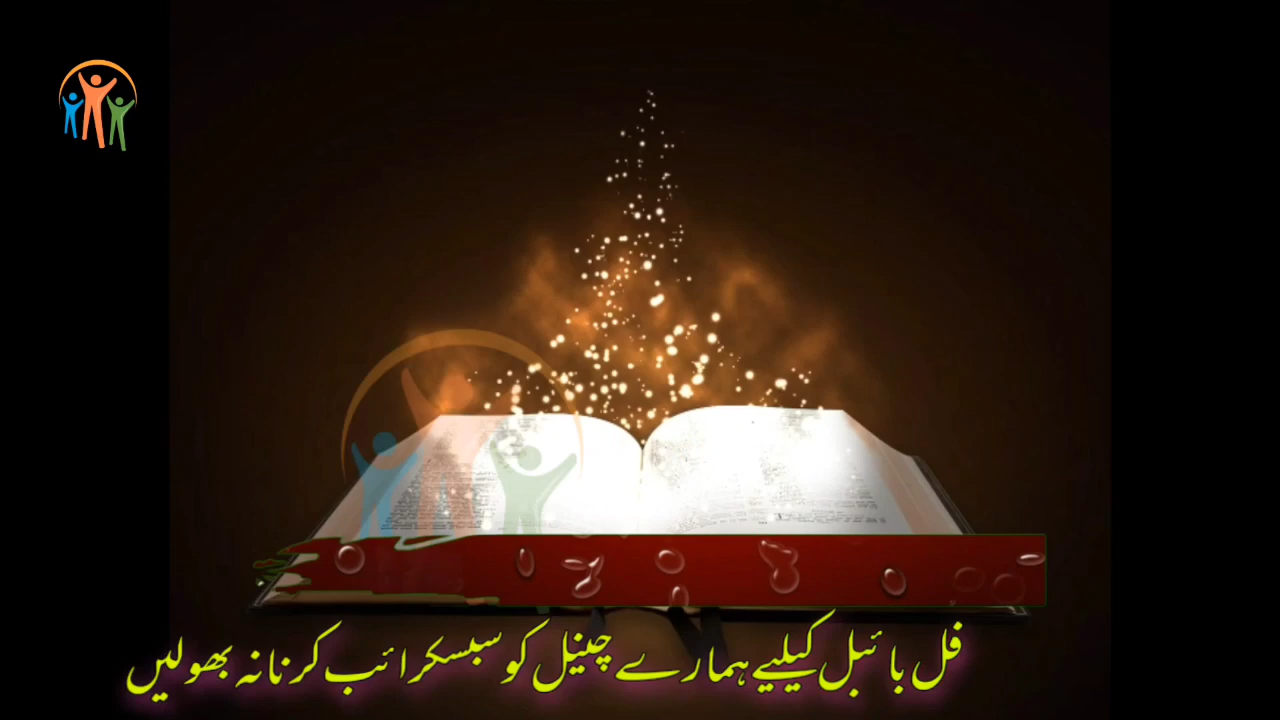 فل بائبل کیلیے ہمارے چینل کو سبسکرائب کرنا نہ بھولیں